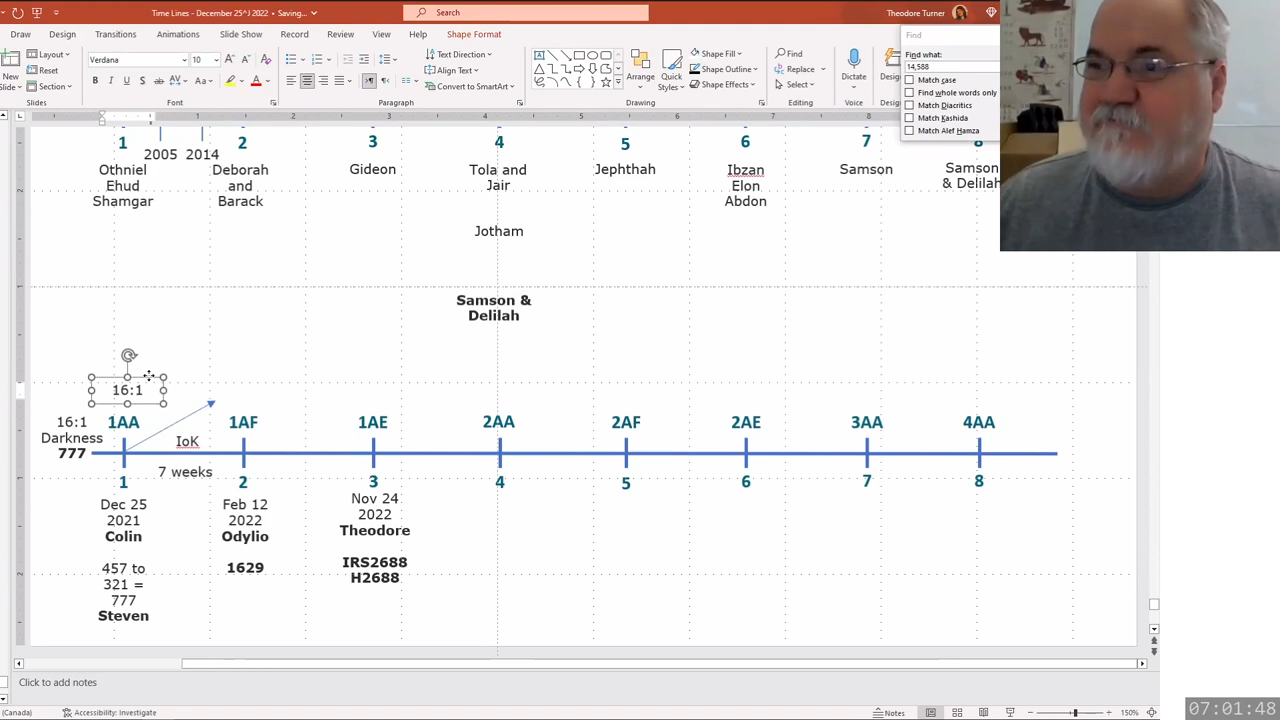 Time Lines - December 25^J 2022 • Saving...
Search
Theodore Turner
Draw
Design
Transitions
Animations
Slide Show
Record
Review
View
Help
Shape Format
New
Layout
Reset
Section
Slides
Verdana
10
Font
Text Direction
Align Text
Convert to SmartArt
Paragraph
Arrange
Quick
Styles
Shape Fill
Shape Outline
Shape Effects
Drawing
Find
Replace
Select
Editing
Dictate
Voice
Find
Find what:
14,588
Match case
Find whole words only
Match Diacritics
Match Kashida
Match Alef Hamza
1 2 3 4 5 6 7 8
2005 2014
Othniel
Ehud
Shamgar
Deborah
and
Barack
Gideon
Tola and
Jair
Jephthah
Ibzan
Elon
Abdon
Samson
Samson
& Delilah
Jotham
Samson &
Delilah
16:1
16:1
Darkness
777
1AA 1AF 1AE 2AA 2AF 2AE 3AA 4AA
IoK
7 weeks
1 2 3 4 5 6 7 8
Dec 25
2021
Colin
457 to
321 =
777
Steven
Feb 12
2022
Odylio
1629
Nov 24
2022
Theodore
IRS2688
H2688
Click to add notes
(Canada)
Accessibility: Investigate
Notes
150%
07:01:48